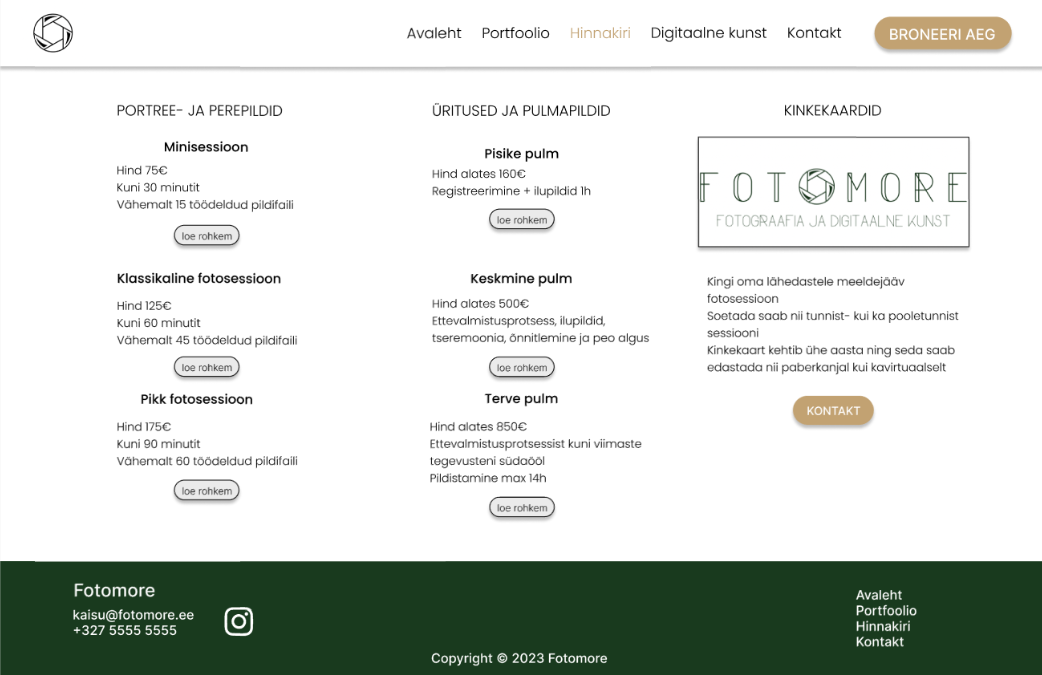 Avaleht Portfoolio Hinnakiri Digitaalne kunst Kontakt BRONEERI AEG
PORTREE- JA PEREPILDID
Minisessioon
Hind 75€
Kuni 30 minutit
Vähemalt 15 töödeldud pildifaili
loe rohkem
Klassikaline fotosessioon
Hind 125€
Kuni 60 minutit
Vähemalt 45 töödeldud pildifaili
loe rohkem
Pikk fotosessioon
Hind 175€
Kuni 90 minutit
Vähemalt 60 töödeldud pildifaili
loe rohkem
ÜRITUSED JA PULMAPILDID
Pisike pulm
Hind alates 160€
Registreerimine + ilupildid 1h
loe rohkem
Keskmine pulm
Hind alates 500€
Ettevalmistusprotsess, ilupildid,
tseremoonia, õnnitlemine ja peo algus
loe rohkem
Terve pulm
Hind alates 850€
Ettevalmistusprotsessist kuni viimaste
tegevusteni südaööl
Pildistamine max 14h
loe rohkem
KINKEKAARDID
FOTOMORE
FOTOGRAAFIA JA DIGITAALNE KUNST
Kingi oma lähedastele meeldejääv
fotosessioon
Soetada saab nii tunnist- kui ka pooletunnist
sessiooni
Kinkekaart kehtib ühe aasta ning seda saab
edastada nii paberkanjal kui kavirtuaalselt
KONTAKT
Fotomore
kaisu@fotomore.ee
+327 5555 5555
Avaleht
Portfoolio
Hinnakiri
Kontakt
Copyright © 2023 Fotomore